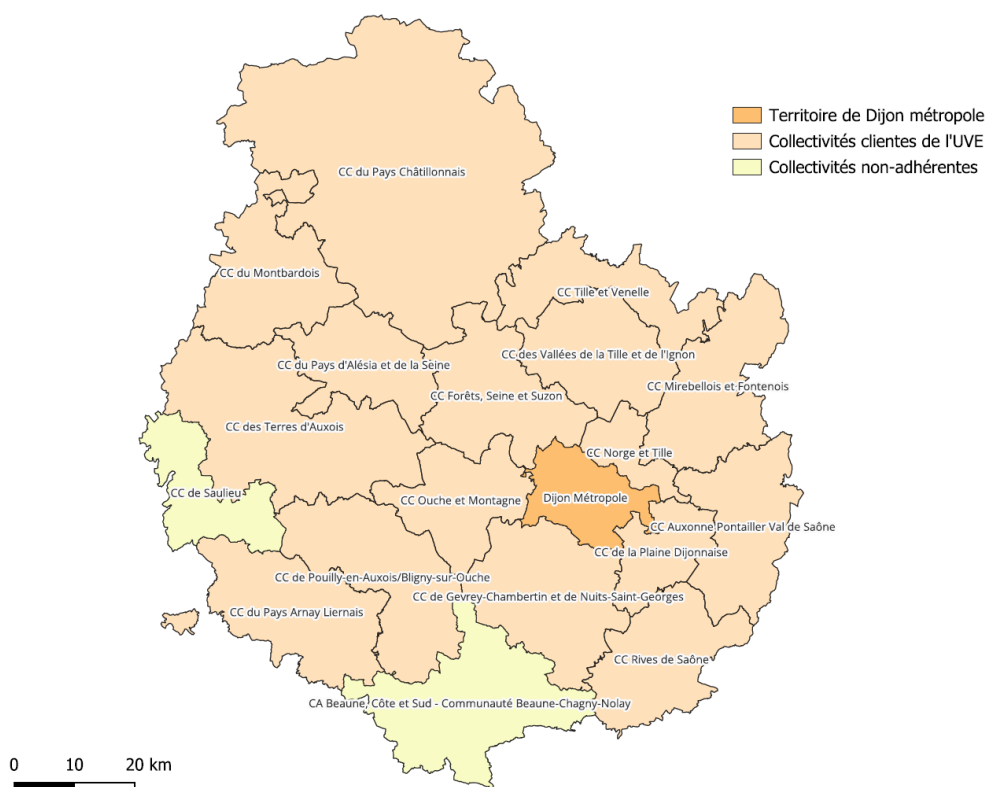 Territoire de Dijon métropole
Collectivités clientes de l'UVE
Collectivités non-adhérentes
CC du Pays Châtillonnais
CC du Montbardois
CC Tille et Venelle
CC des Vallées de la Tille et de l'Ignon
CC du Pays d'Alésia et de la Seine
CC Mirebellois et Fontenois
CC Forêts, Seine et Suzon
CC des Terres d'Auxois
CC Norge et Tille
CC de Saulieu
CC Ouche et Montagne
Dijon Métropole
CC Auxonne Pontailler Val de Saône
CC de la Plaine Dijonnaise
CC de Pouilly-en-Auxois/Bligny-sur-Ouche
CC de Gevrey-Chambertin et de Nuits-Saint-Georges
CC du Pays Arnay Liernais
CC Rives de Saône
CA Beaune, Côte et Sud - Communauté Beaune-Chagny-Nolay
0 10 20 km